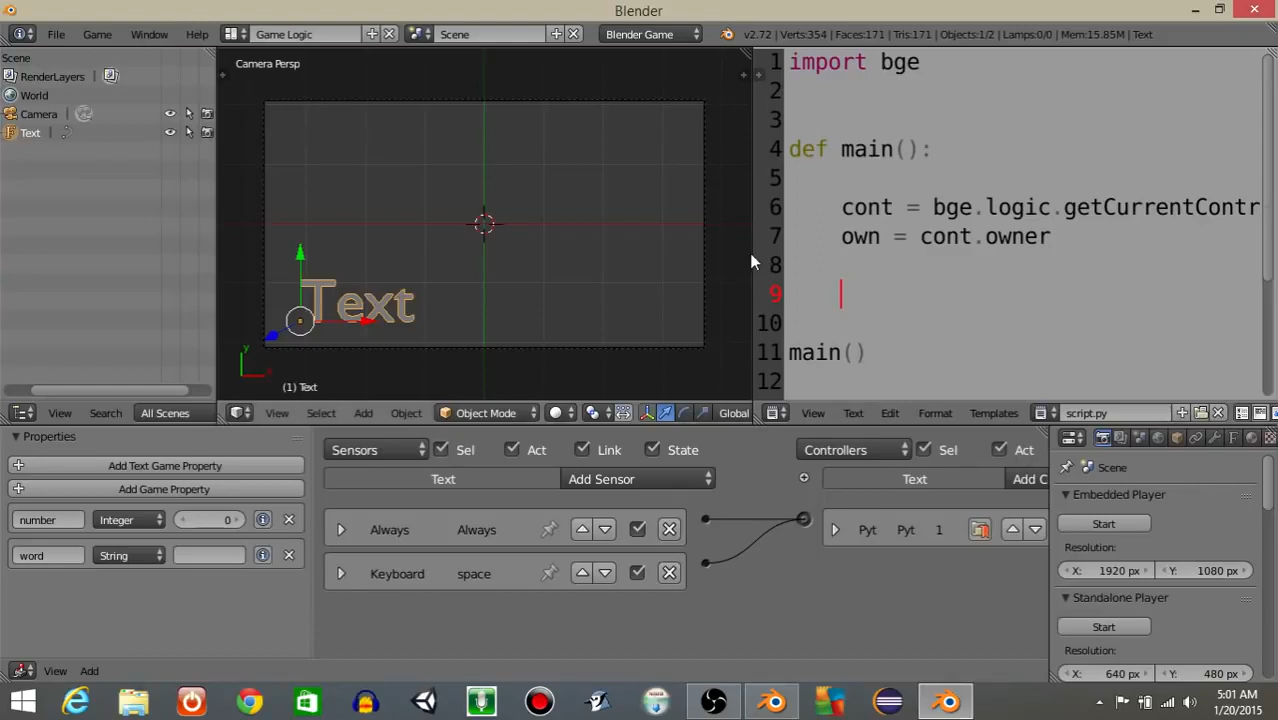 Blender
File Game Window Help Game Logic Scene Blender Game v2.72 | Verts:354 | Faces:171 | Tris:171 | Objects:1/2 | Lamps:0/0 | Mem:15.85M | Text
Scene
RenderLayers
World
Camera
Text
View Search All Scenes
Camera Persp
Text
y
x
(1) Text
View Select Add Object Object Mode Global
1 import bge
2
3
4 def main():
5
6 cont = bge.logic.getCurrentContr
7 own = cont.owner
8
9
10
11 main()
12
View Text Edit Format Templates script.py
Properties
Add Text Game Property
Add Game Property
number Integer 0
word String
Sensors Sel Act Link State
Text Add Sensor
Always Always
Keyboard space
Controllers Sel Act
Text Add C
Pyt Pyt 1
View Add
Scene
Embedded Player
Start
Resolution:
X: 1920 px Y: 1080 px
Standalone Player
Start
Resolution:
X: 640 px Y: 480 px
5:01 AM
1/20/2015